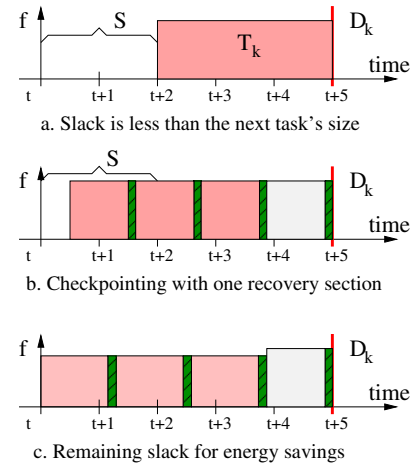 f S D_k
T_k
time
t t+1 t+2 t+3 t+4 t+5
a. Slack is less than the next task's size
f S D_k
time
t t+1 t+2 t+3 t+4 t+5
b. Checkpointing with one recovery section
f D_k
time
t t+1 t+2 t+3 t+4 t+5
c. Remaining slack for energy savings